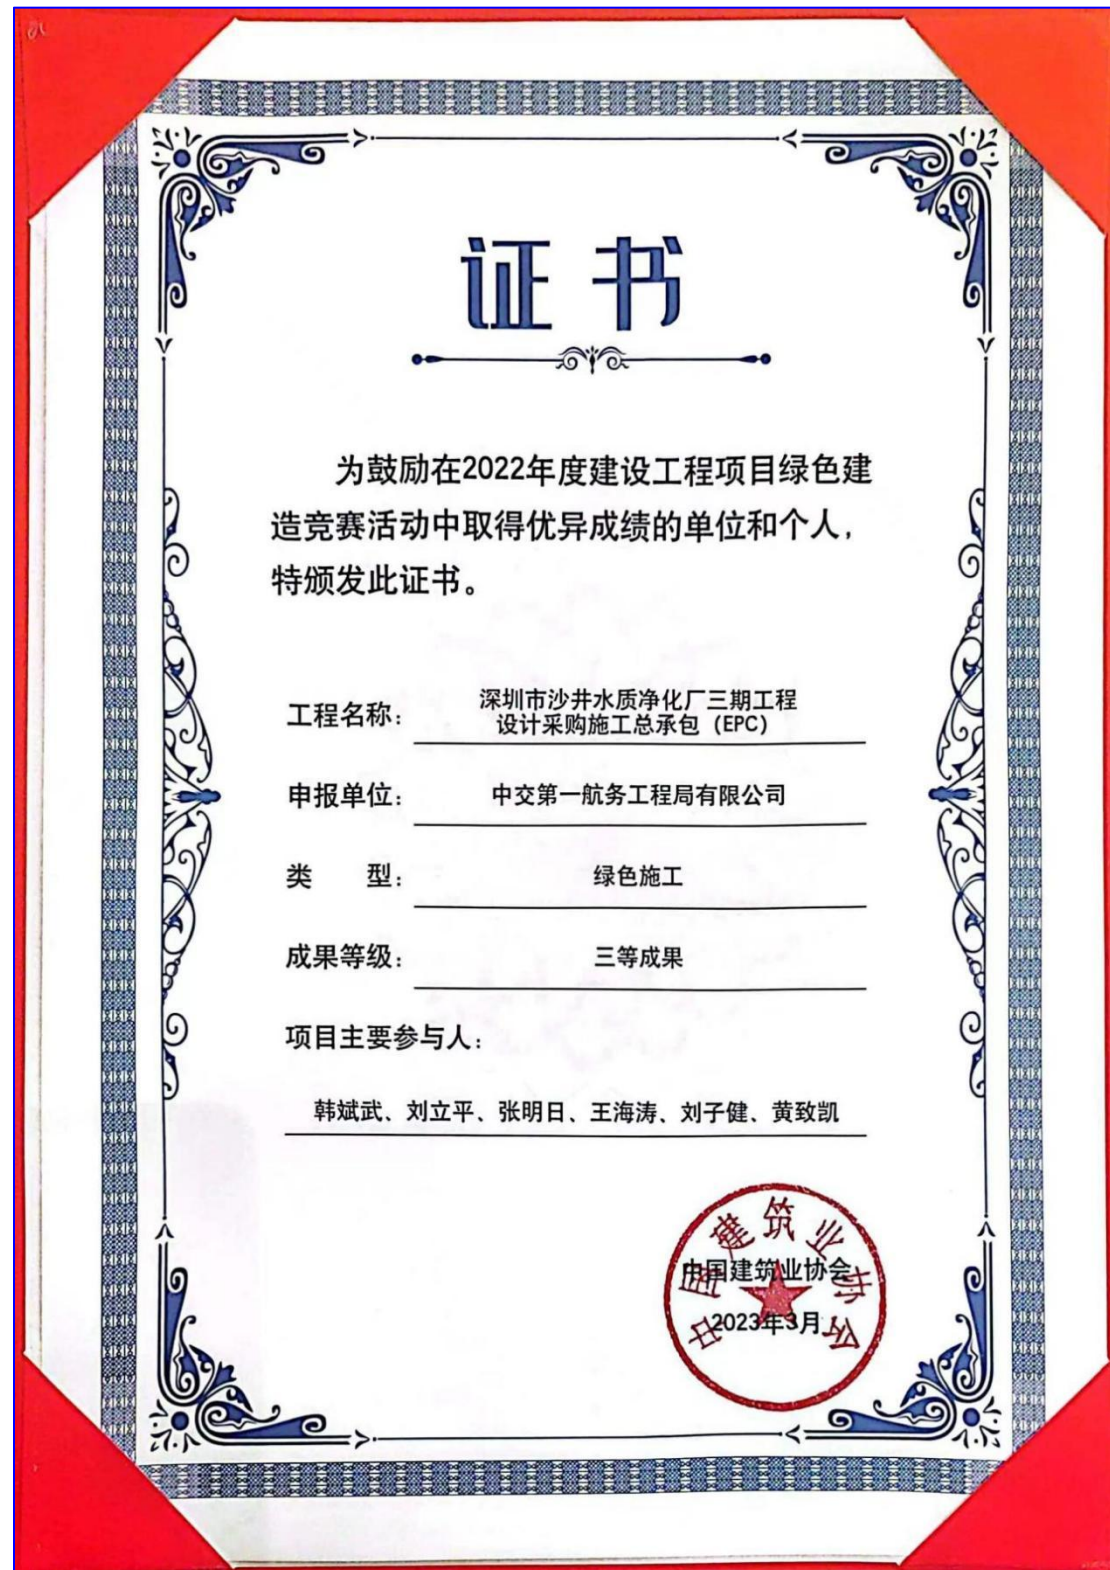 证书
为鼓励在2022年度建设工程项目绿色建
造竞赛活动中取得优异成绩的单位和个人，
特颁发此证书。
工程名称：
深圳市沙井水质净化厂三期工程
设计采购施工总承包（EPC）
申报单位：中交第一航务工程局有限公司
类 型：绿色施工
成果等级：三等成果
项目主要参与人：
韩斌武、刘立平、张明日、王海涛、刘子健、黄致凯
中国建筑业协会
中国建筑业协会
2023年3月